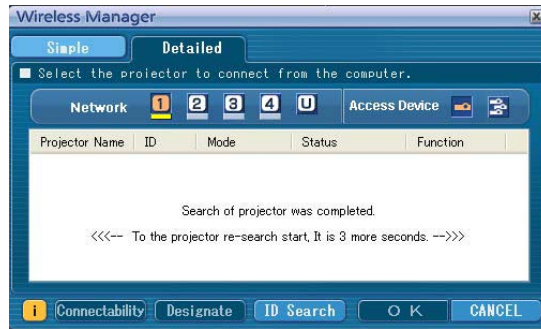 Wireless Manager
Simple Detailed
Select the projector to connect from the computer.
Network 1 2 3 4 U Access Device
Projector Name ID Mode Status Function
Search of projector was completed.
<<<-- To the projector re-search start, It is 3 more seconds. -->>>
i Connectability Designate ID Search O K CANCEL